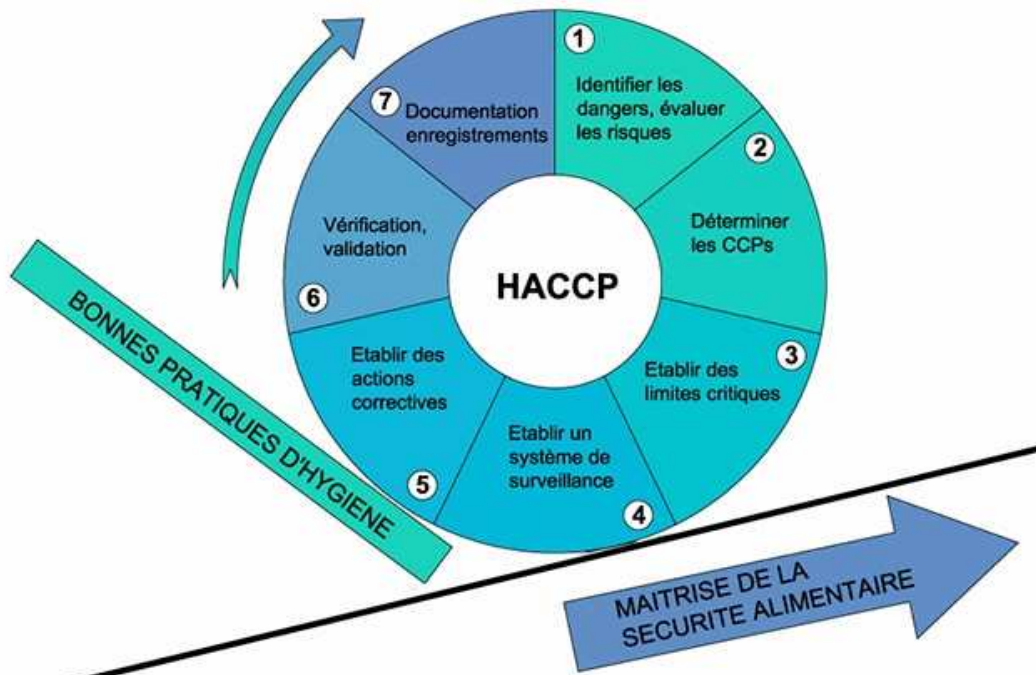 1
Identifier les
dangers, évaluer
les risques
2
Déterminer
les CCPs
3
Etablir des
limites critiques
4
Etablir un
système de
surveillance
5
Etablir des
actions
correctives
6
Vérification,
validation
7
Documentation
enregistrements
HACCP
BONNES PRATIQUES D'HYGIENE
MAITRISE DE LA
SECURITE ALIMENTAIRE